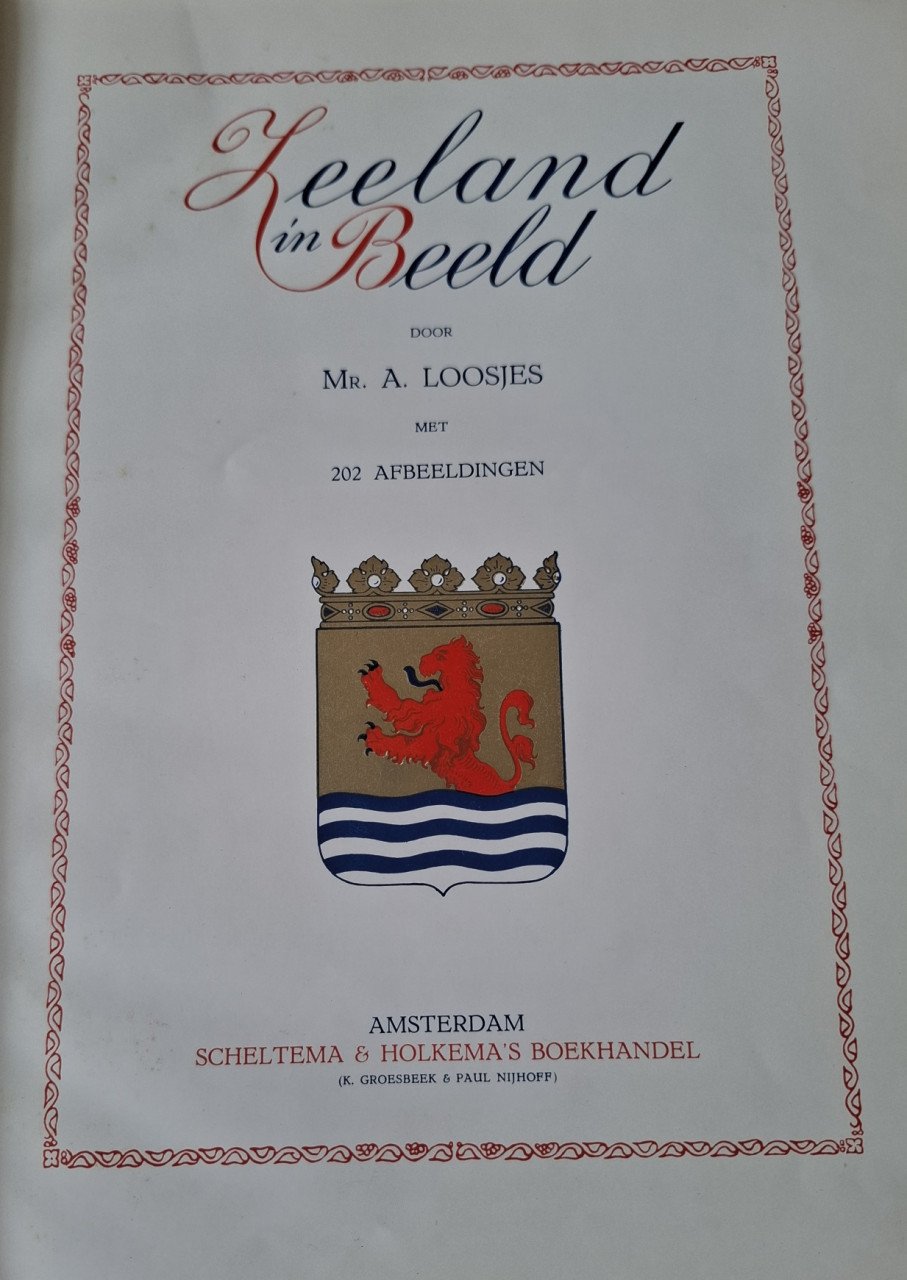 Zeeland
in Beeld
DOOR
Mr. A. LOOSJES
MET
202 AFBEELDINGEN
AMSTERDAM
SCHELTEMA & HOLKEMA'S BOEKHANDEL
(K. GROESBEEK & PAUL NIJHOFF)